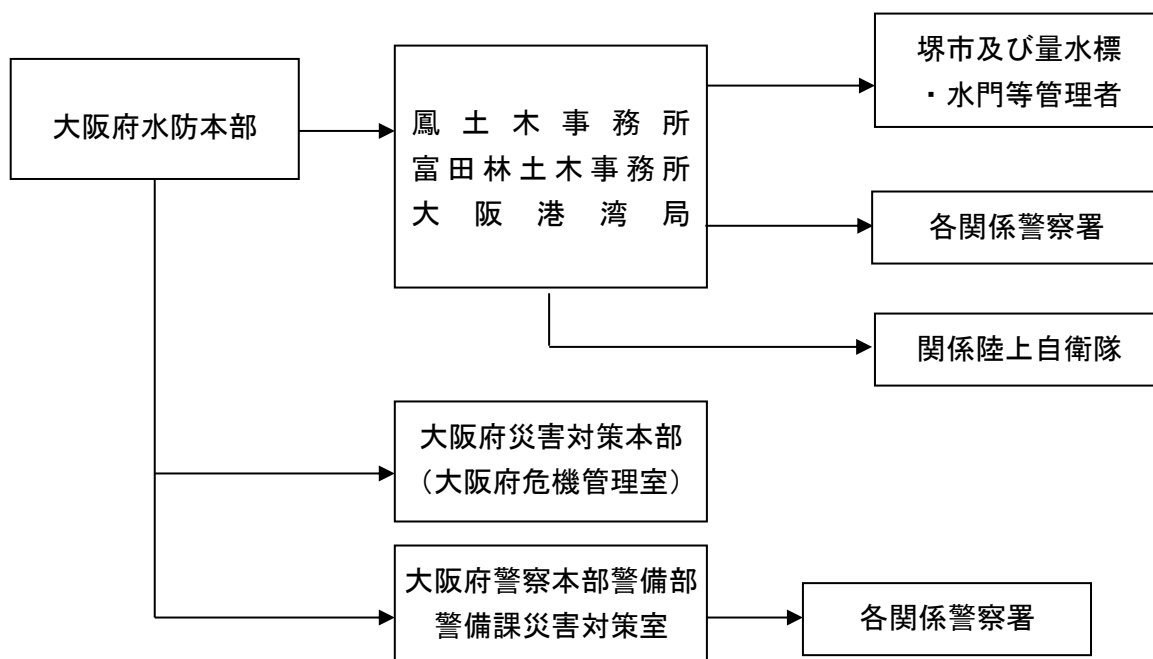 大阪府水防本部
鳳土木事務所
富田林土木事務所
大阪港湾局
堺市及び量水標
・水門等管理者
各関係警察署
関係陸上自衛隊
大阪府災害対策本部
（大阪府危機管理室）
大阪府警察本部警備部
警備課災害対策室
各関係警察署